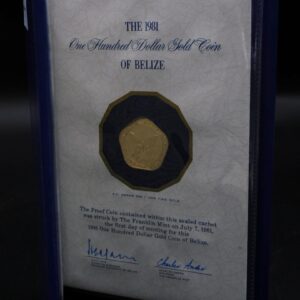 THE 1981
One Hundred Dollar Gold Coin
OF BELIZE
The Proof Coin contained within this sealed cachet
was struck by The Franklin Mint on July 7, 1981,
the first day of minting for this
1981 One Hundred Dollar Gold Coin of Belize.